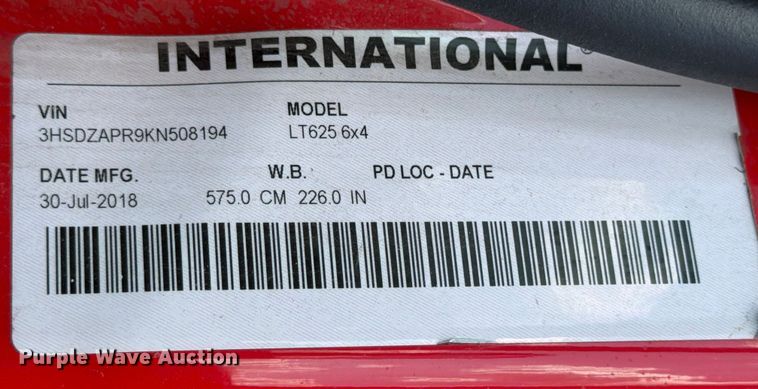 INTERNATIONAL®
VIN MODEL
3HSDZAPR9KN508194 LT625 6x4
DATE MFG. W.B. PD LOC - DATE
30-Jul-2018 575.0 CM 226.0 IN
Purple Wave Auction